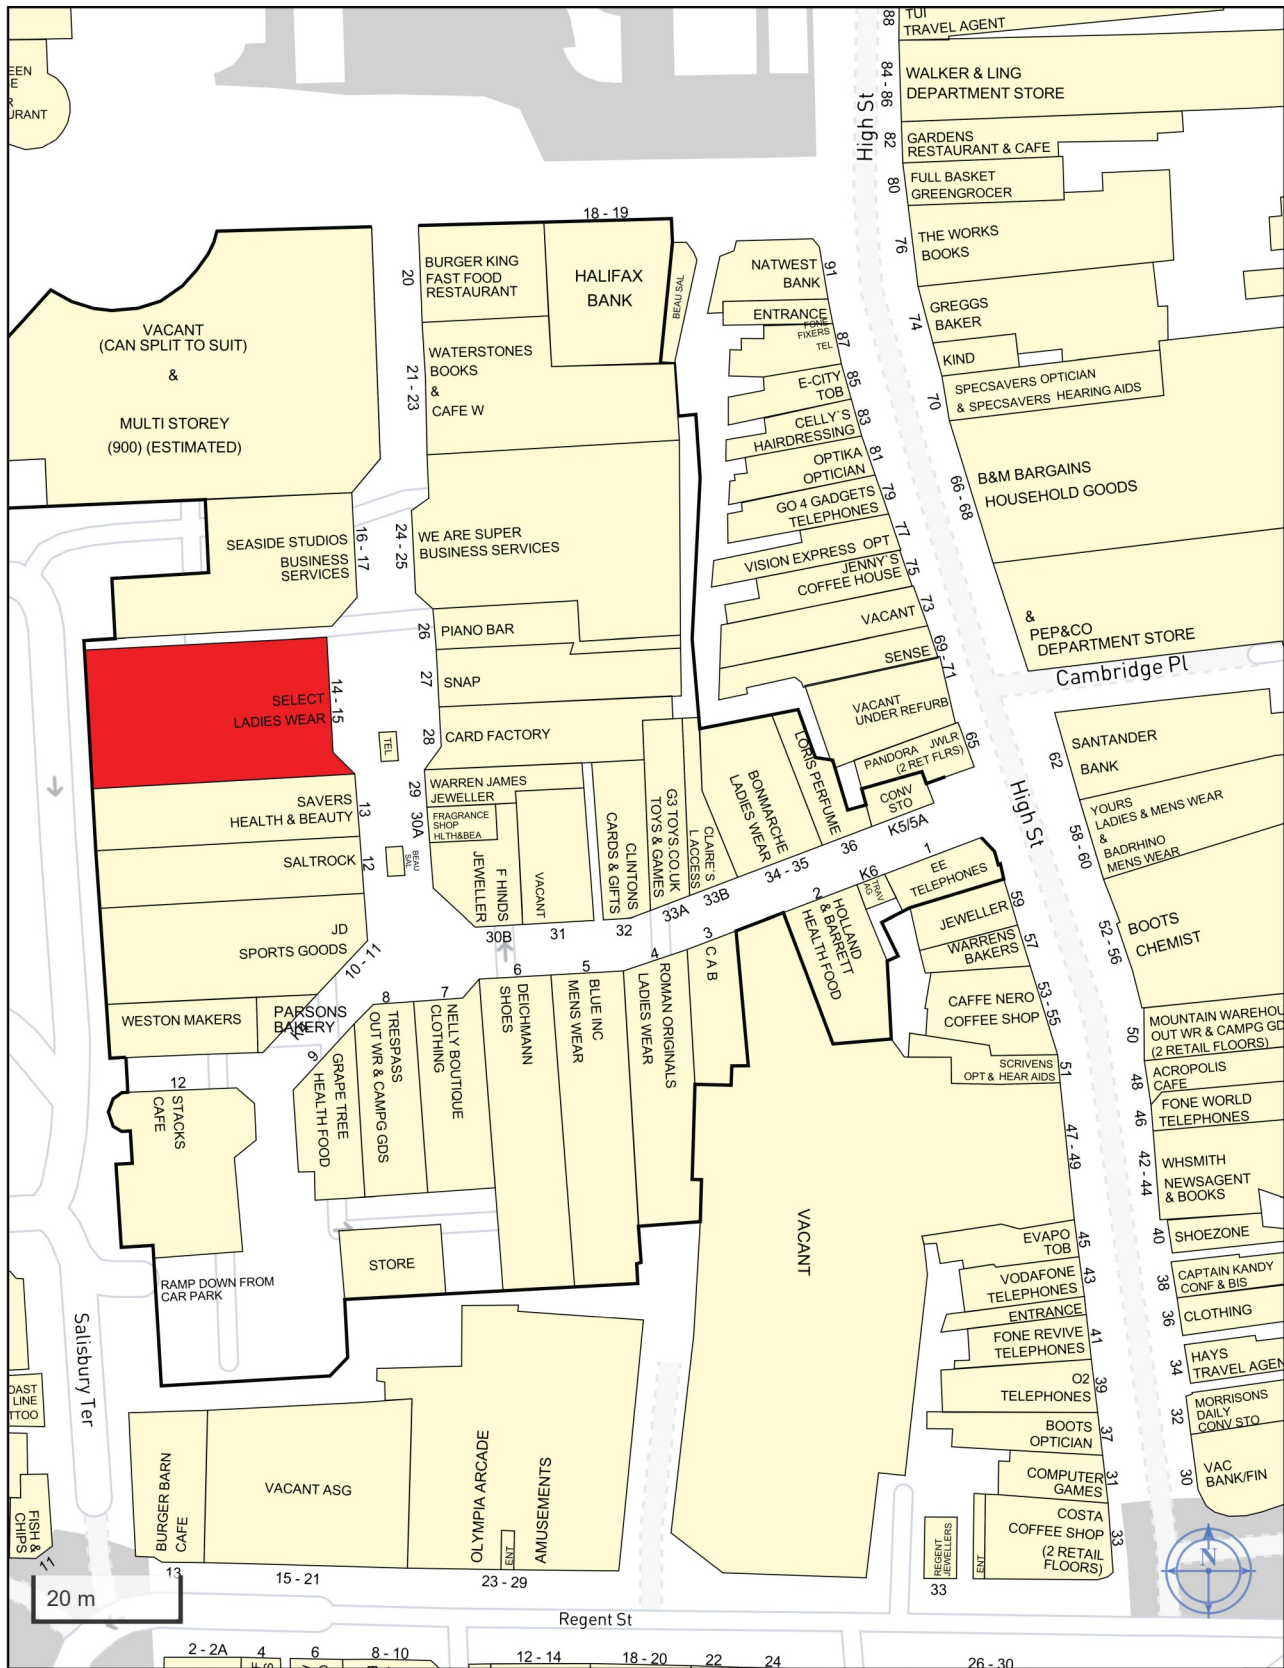 88
TUI
TRAVEL AGENT
84 - 86
WALKER & LING
DEPARTMENT STORE
High St
82
GARDENS
RESTAURANT & CAFE
80
FULL BASKET
GREENGROCER
76
THE WORKS
BOOKS
74
GREGGS
BAKER
KIND
70
SPECSAVERS OPTICIAN
& SPECSAVERS HEARING AIDS
66 - 68
B&M BARGAINS
HOUSEHOLD GOODS
&
PEP&CO
DEPARTMENT STORE
Cambridge Pl
18 - 19
20
BURGER KING
FAST FOOD
RESTAURANT
HALIFAX
BANK
BEAU SAL
NATWEST
BANK
91
ENTRANCE
FONE
FIXERS
TEL
87
E-CITY
TOB
85
CELLY`S
HAIRDRESSING
83
OPTIKA
OPTICIAN
81
GO 4 GADGETS
TELEPHONES
79
VISION EXPRESS OPT
77
JENNY`S
COFFEE HOUSE
75
VACANT
73
SENSE
69 - 71
VACANT
UNDER REFURB
PANDORA JWLR
(2 RET FLRS)
65
CONV
STO
K5/5A
VACANT
(CAN SPLIT TO SUIT)
&
MULTI STOREY
(900) (ESTIMATED)
21 - 23
WATERSTONES
BOOKS
&
CAFE W
SEASIDE STUDIOS
BUSINESS
SERVICES
16 - 17
24 - 25
WE ARE SUPER
BUSINESS SERVICES
26
PIANO BAR
27
SNAP
28
CARD FACTORY
SELECT
LADIES WEAR
14 - 15
TEL
29
WARREN JAMES
JEWELLER
30A
FRAGRANCE
SHOP
HLTH&BEA
BEAU
SAL
SAVERS
HEALTH & BEAUTY
13
SALTROCK
12
JD
SPORTS GOODS
10 - 11
WESTON MAKERS
PARSONS
BAKERY
F HINDS
JEWELLER
30B
VACANT
31
CLINTONS
CARDS & GIFTS
32
G3 TOYS.CO.UK
TOYS & GAMES
33A
CLAIRE'S
L ACCESS
33B
BONMARCHE
LADIES WEAR
34 - 35
LORIS PERFUME
36
High St
62
SANTANDER
BANK
58 - 60
YOURS
LADIES & MENS WEAR
&
BADRHINO
MENS WEAR
52 - 56
BOOTS
CHEMIST
50
OUT WR & CAMPG GD
(2 RETAIL FLOORS)
48
ACROPOLIS
CAFE
46
FONE WORLD
TELEPHONES
42 - 44
WHSMITH
NEWSAGENT
& BOOKS
40
SHOEZONE
38
CAPTAIN KANDY
CONF & BIS
36
CLOTHING
34
HAYS
32
MORRISONS
DAILY
CONV STO
30
VAC
BANK/FIN
1
EE
TELEPHONES
K6
TRAV
AG
2
HOLLAND
& BARRETT
HEALTH FOOD
3
C A B
4
ROMAN ORIGINALS
LADIES WEAR
5
BLUE INC
MENS WEAR
6
DEICHMANN
SHOES
7
NELLY BOUTIQUE
CLOTHING
8
TRESPASS
OUT WR & CAMPG GDS
9
GRAPE TREE
HEALTH FOOD
12
STACKS
CAFE
STORE
RAMP DOWN FROM
CAR PARK
JEWELLER
59
WARRENS
BAKERS
57
CAFFE NERO
COFFEE SHOP
53 - 55
SCRIVENS
OPT & HEAR AIDS
51
47 - 49
VACANT
EVAPO
TOB
45
VODAFONE
TELEPHONES
43
ENTRANCE
FONE REVIVE
TELEPHONES
41
O2
TELEPHONES
39
BOOTS
OPTICIAN
37
COMPUTER
GAMES
31
COSTA
COFFEE SHOP
(2 RETAIL
FLOORS)
33
ENT
REGENT
JEWELLERS
33
N
Salisbury Ter
FISH &
CHIPS
11
BURGER BARN
CAFE
13
VACANT ASG
15 - 21
OLYMPIA ARCADE
AMUSEMENTS
ENT
23 - 29
20 m
Regent St
2 - 2A
4
6
8 - 10
12 - 14
18 - 20
22
24
26 - 30